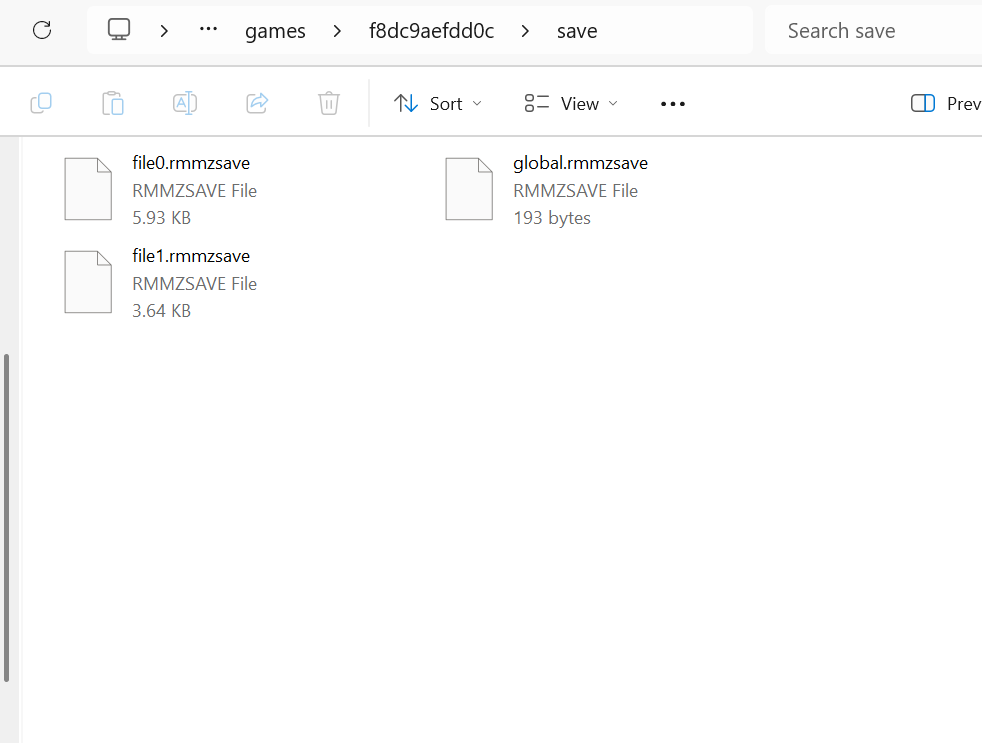 games > f8dc9aefdd0c > save
Search save
Sort
View
Prev
file0.rmmzsave
RMMZSAVE File
5.93 KB
global.rmmzsave
RMMZSAVE File
193 bytes
file1.rmmzsave
RMMZSAVE File
3.64 KB